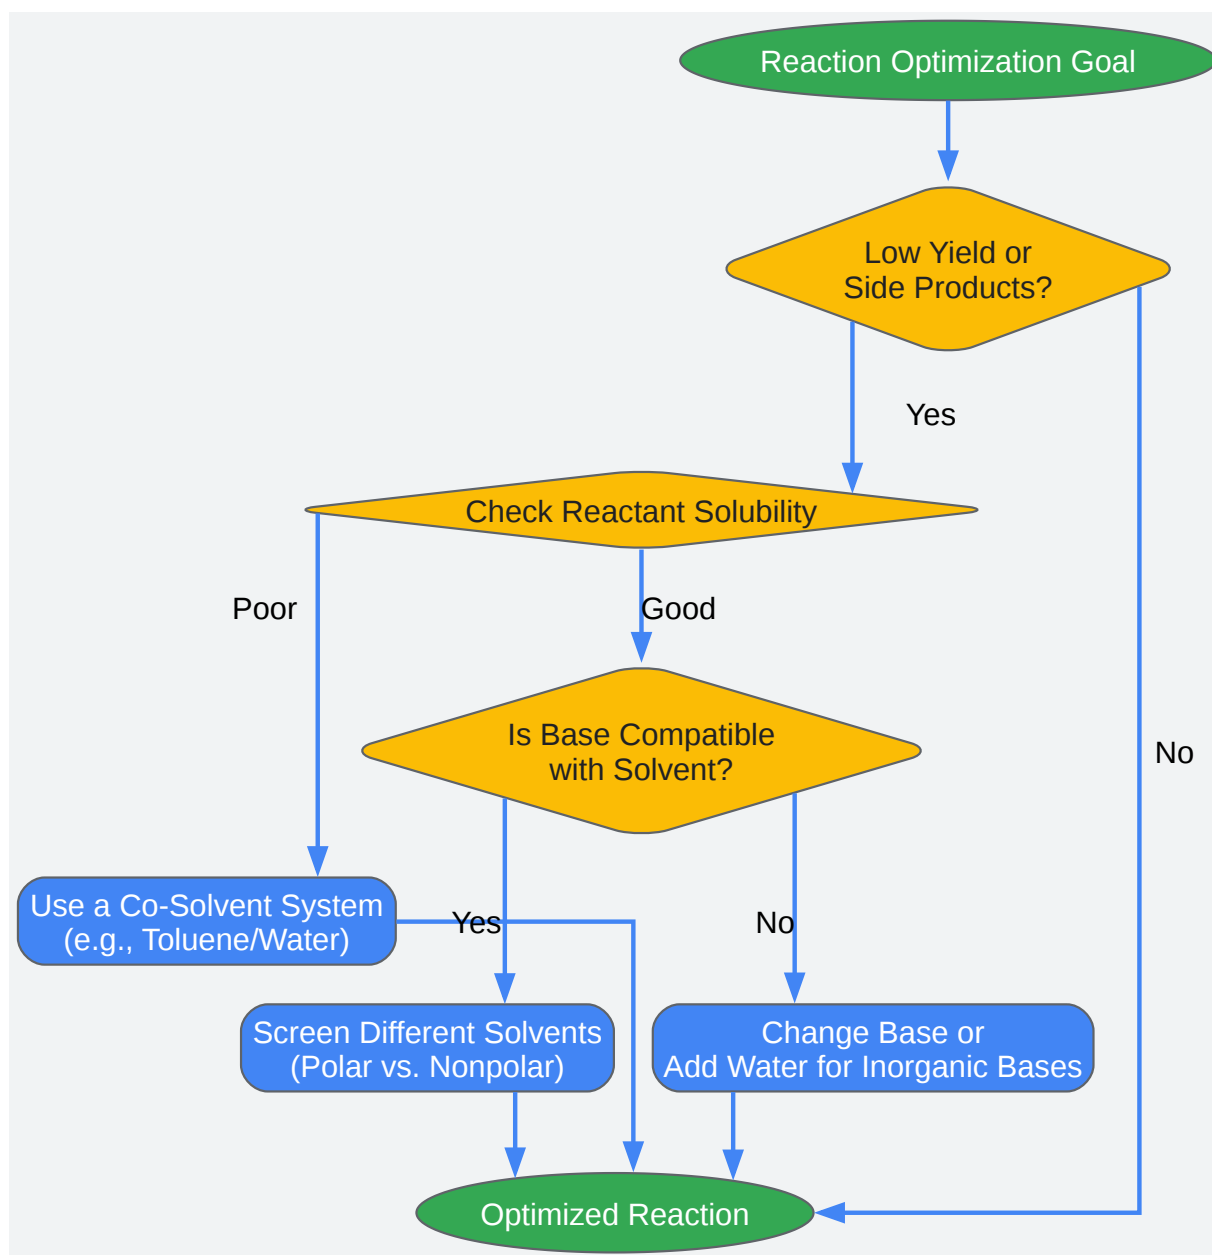 Reaction Optimization Goal
Low Yield or
Side Products?
Yes
Check Reactant Solubility
Poor
Good
Is Base Compatible
with Solvent?
No
Use a Co-Solvent System
(e.g., Toluene/Water)
Yes
No
Screen Different Solvents
(Polar vs. Nonpolar)
Change Base or
Add Water for Inorganic Bases
Optimized Reaction